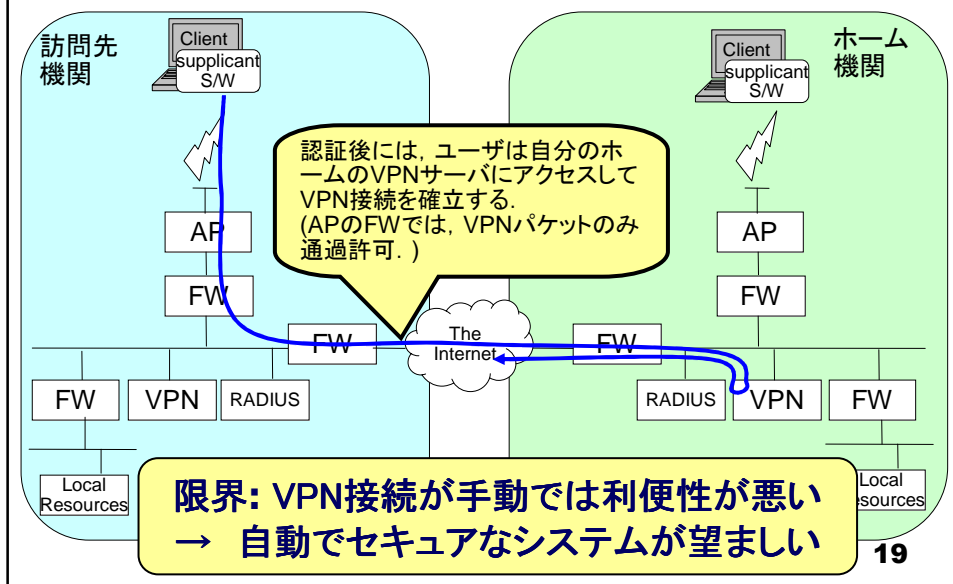 訪問先
機関
Client
supplicant
S/W
AP
FW
FW
FW
VPN
RADIUS
Local
Resources
認証後には, ユーザは自分のホ
ームのVPNサーバにアクセスして
VPN接続を確立する.
(APのFWでは, VPNパケットのみ
通過許可. )
The
Internet
ホーム
機関
Client
supplicant
S/W
AP
FW
FW
RADIUS
VPN
FW
Local
esources
限界: VPN接続が手動では利便性が悪い
→ 自動でセキュアなシステムが望ましい
19